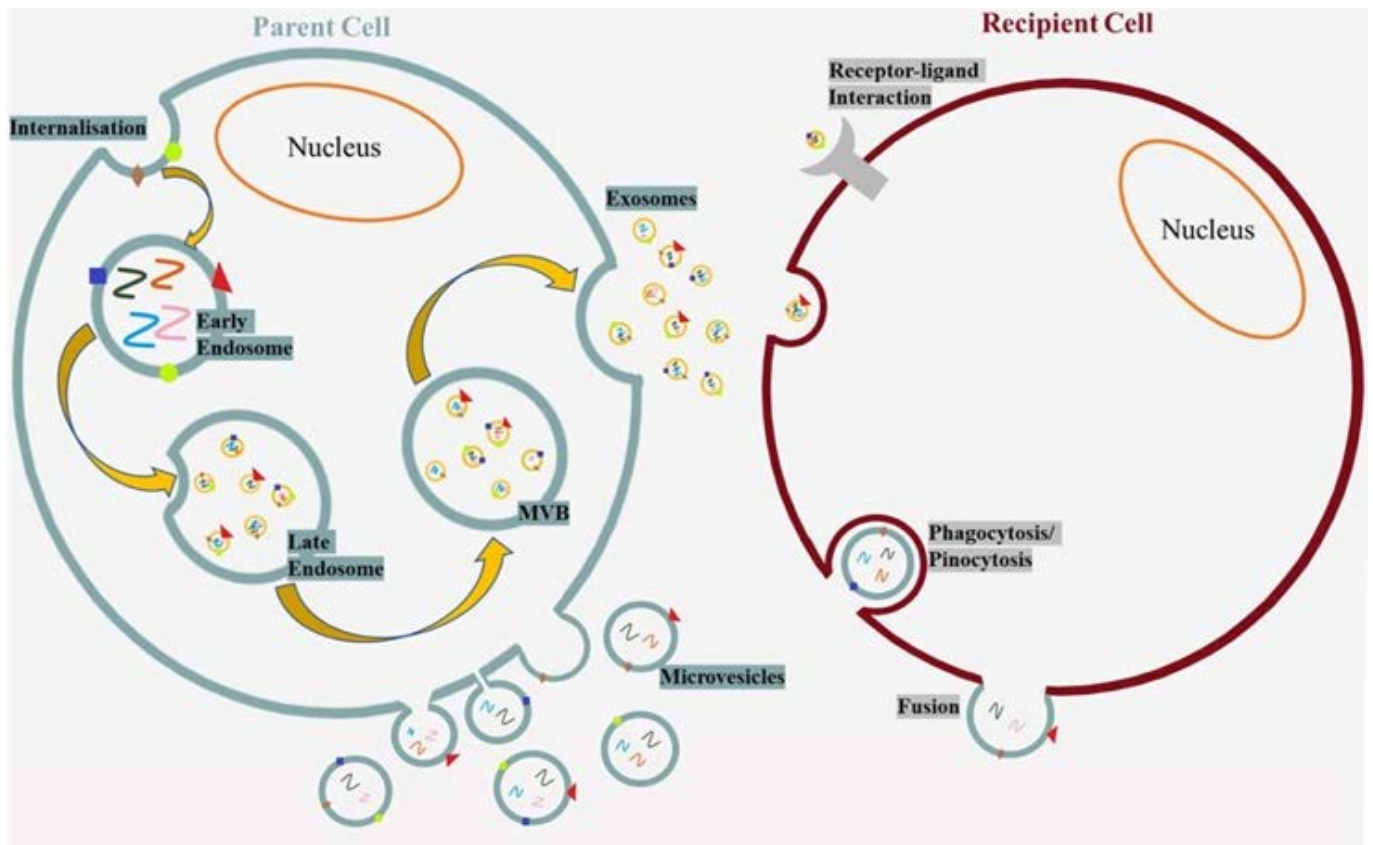 Parent Cell
Recipient Cell
Receptor-ligand
Interaction
Internalisation
Nucleus
Exosomes
Nucleus
Early
Endosome
MVB
Late
Endosome
Phagocytosis/
Pinocytosis
Microvesicles
Fusion